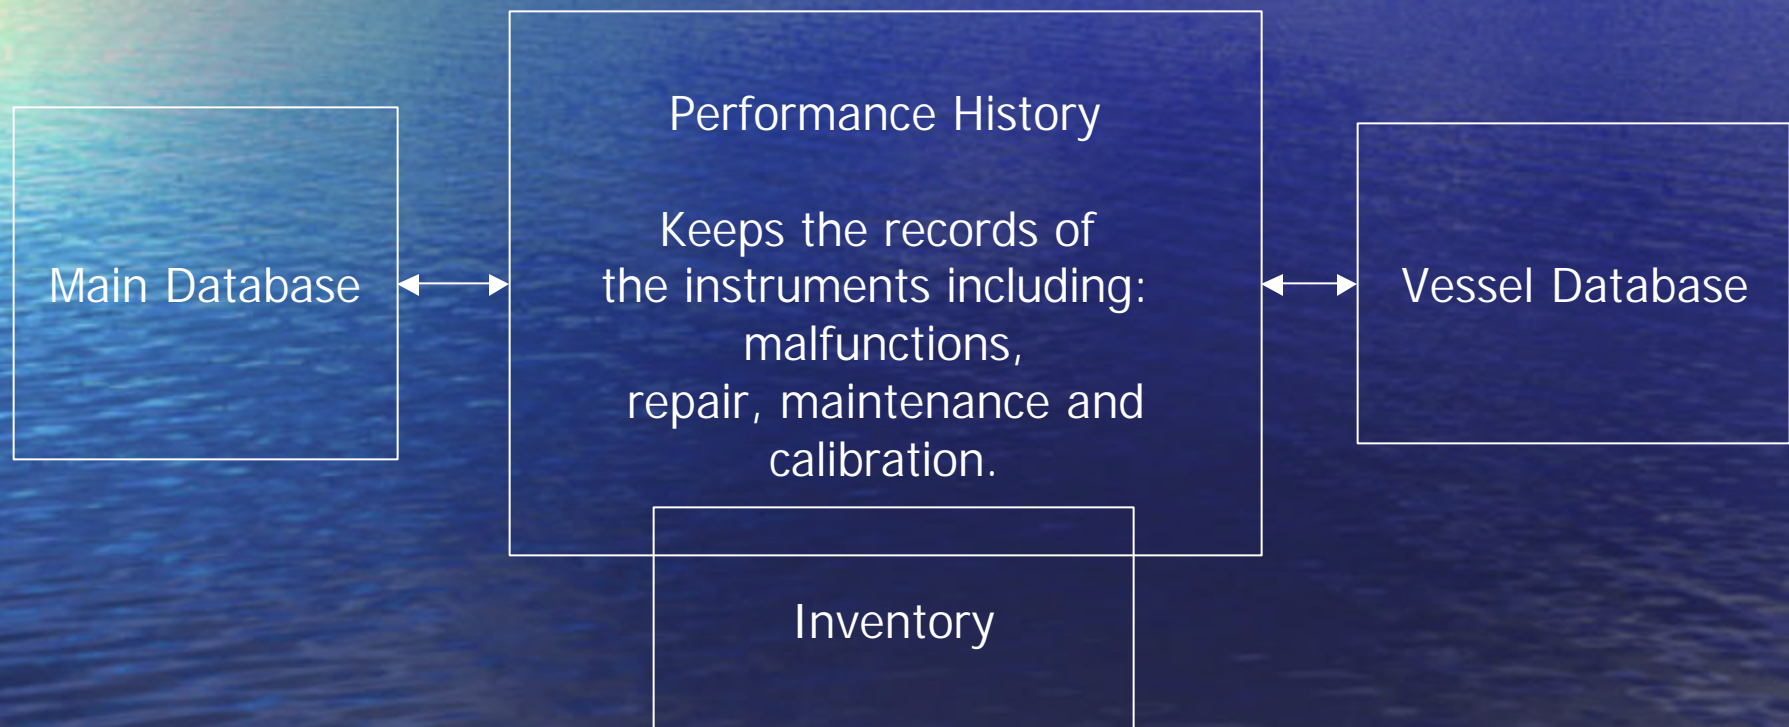 Performance History
Keeps the records of
the instruments including:
malfunctions,
repair, maintenance and
calibration.
Main Database
Vessel Database
Inventory